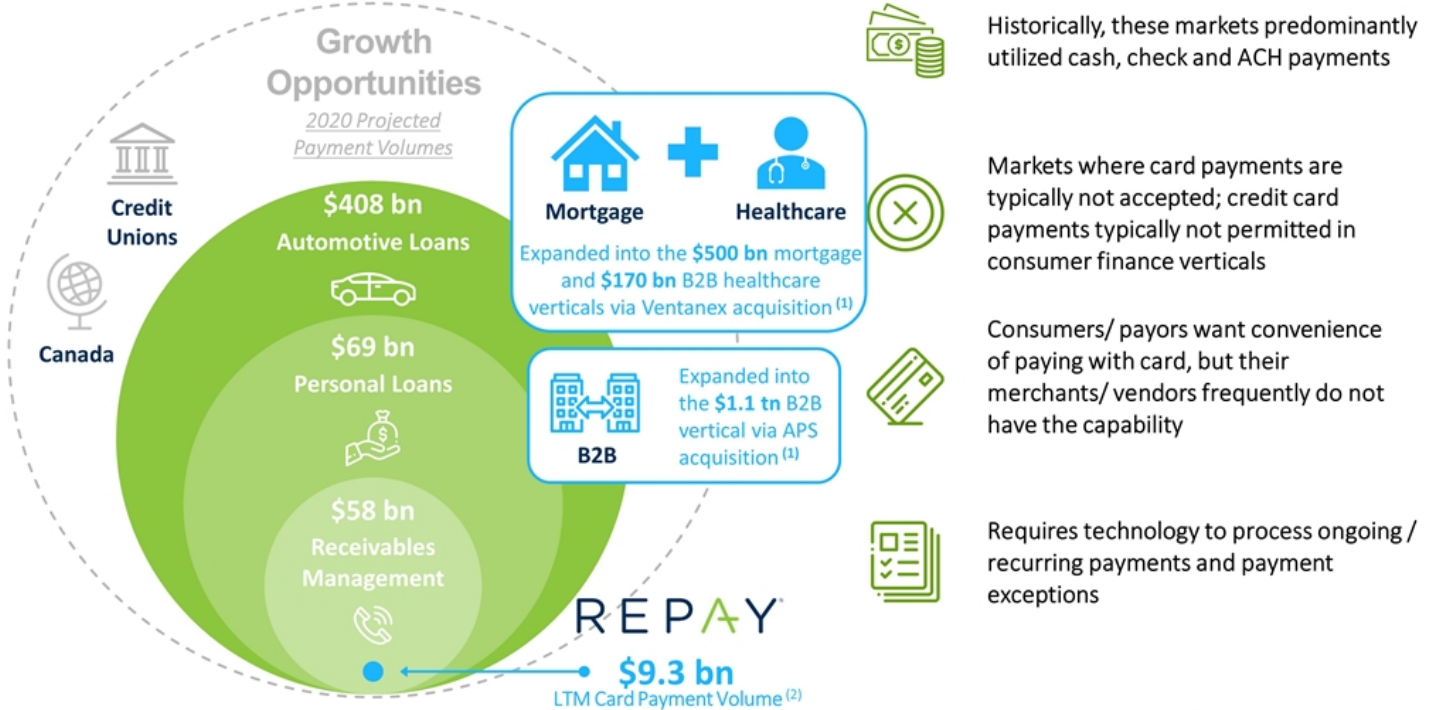 Growth
Opportunities
2020 Projected
Payment Volumes
Credit
Unions
Canada
$408 bn
Automotive Loans
$69 bn
Personal Loans
$58 bn
Receivables
Management
Mortgage
Healthcare
Expanded into the $500 bn mortgage
and $170 bn B2B healthcare
verticals via Ventanex acquisition (1)
B2B
Expanded into
the $1.1 tn B2B
vertical via APS
acquisition (1)
REPAY
$9.3 bn
LTM Card Payment Volume (2)
Historically, these markets predominantly
utilized cash, check and ACH payments
Markets where card payments are
typically not accepted; credit card
payments typically not permitted in
consumer finance verticals
Consumers/ payors want convenience
of paying with card, but their
merchants/ vendors frequently do not
have the capability
Requires technology to process ongoing /
recurring payments and payment
exceptions